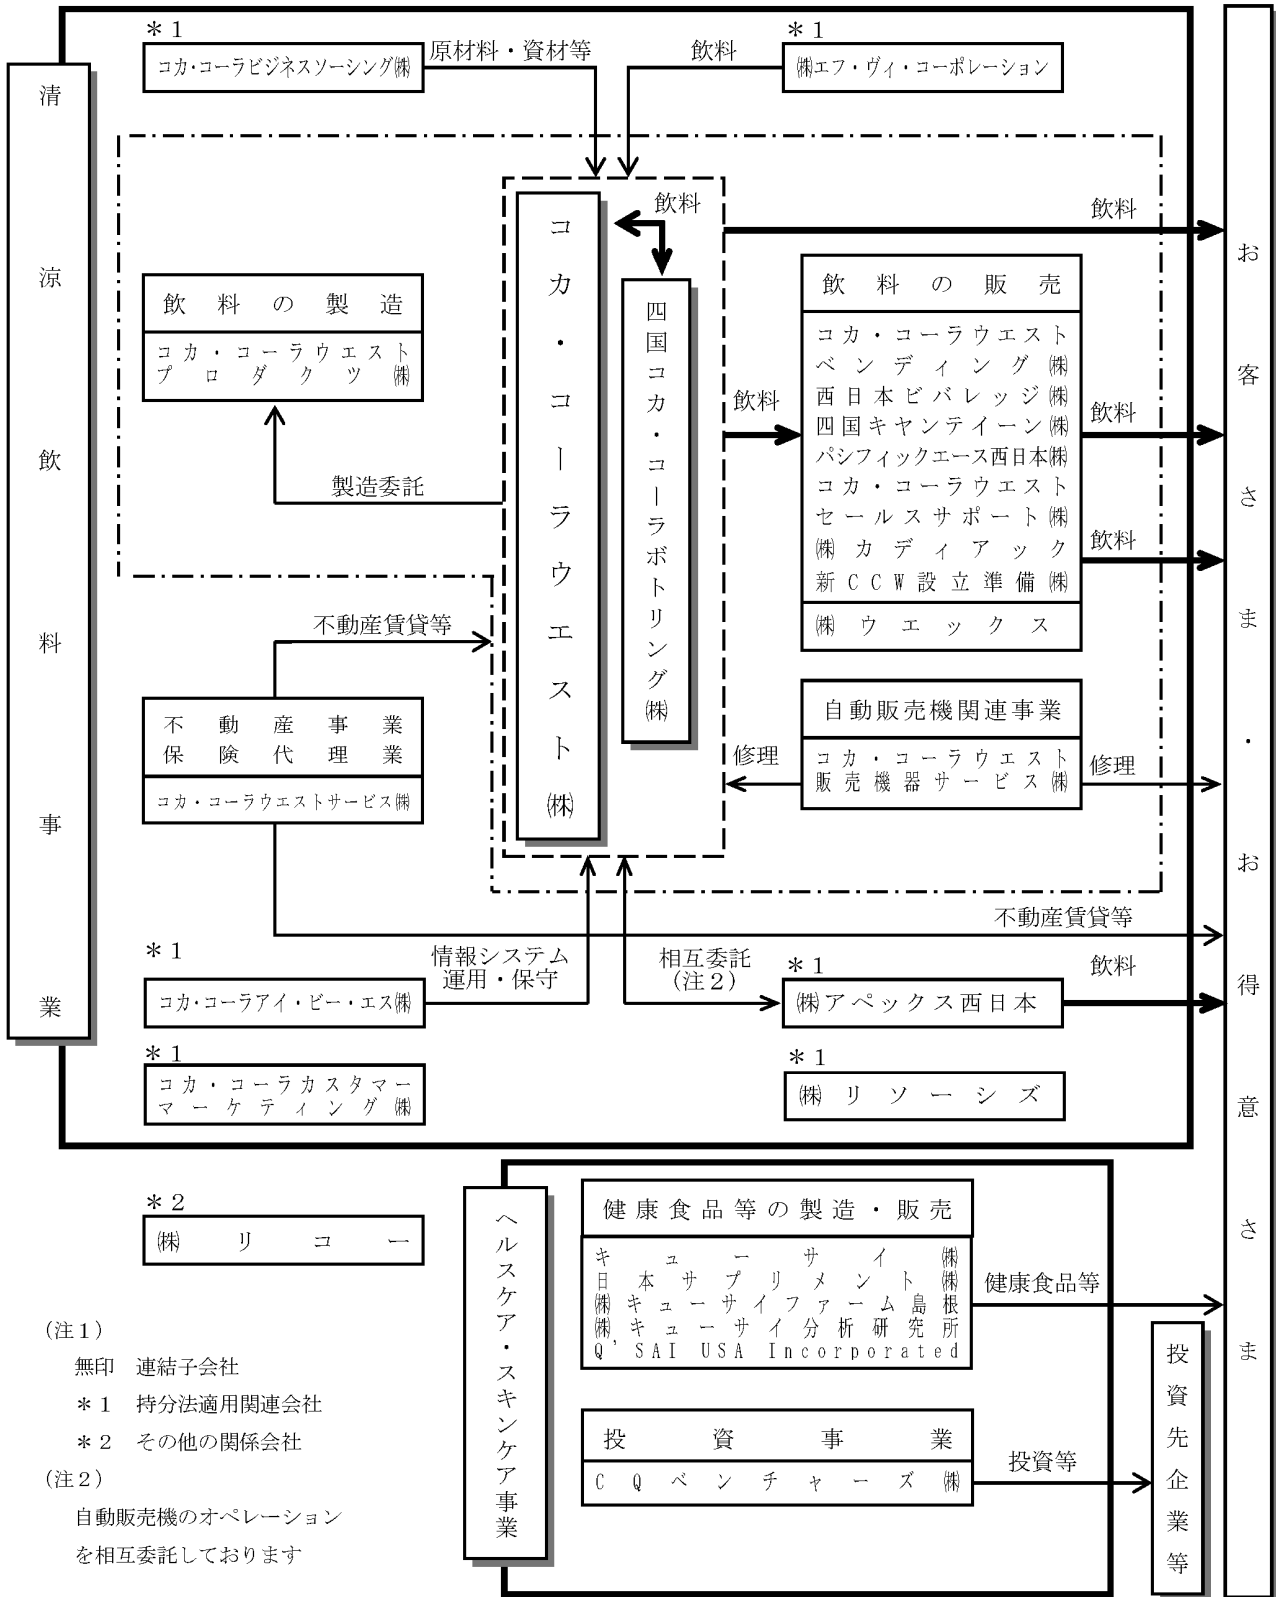 清涼飲料事業
＊１
コカ・コーラビジネスソーシング㈱
原材料・資材等
飲料
＊１
㈱エフ・ヴィ・コーポレーション
コカ・コーラウエスト㈱
飲料
四国コカ・コーラボトリング㈱
飲料
飲料の製造
コカ・コーラウエスト
プロダクツ㈱
製造委託
飲料
飲料の販売
コカ・コーラウエスト
ベンディング㈱
西日本ビバレッジ㈱
四国キヤンテイーン㈱
パシフィックエース西日本㈱
コカ・コーラウエスト
セールスサポート㈱
㈱カディアック
新ＣＣＷ設立準備㈱
㈱ウエックス
飲料
飲料
不動産賃貸等
不動産事業
保険代理業
コカ・コーラウエストサービス㈱
自動販売機関連事業
コカ・コーラウエスト
販売機器サービス㈱
修理
修理
不動産賃貸等
＊１
コカ・コーラアイ・ビー・エス㈱
情報システム
運用・保守
相互委託
（注２）
＊１
㈱アペックス西日本
飲料
＊１
コカ・コーラカスタマー
マーケティング㈱
＊１
㈱リソーシズ
お客さま・お得意さま
＊２
㈱リコー
ヘルスケア・スキンケア事業
健康食品等の製造・販売
キューサイ㈱
日本サプリメント㈱
㈱キューサイファーム島根
㈱キューサイ分析研究所
Q'SAI USA Incorporated
健康食品等
投資事業
ＣＱベンチャーズ㈱
投資等
投資先企業等
（注１）
無印　連結子会社
＊１　持分法適用関連会社
＊２　その他の関係会社
（注２）
自動販売機のオペレーション
を相互委託しております